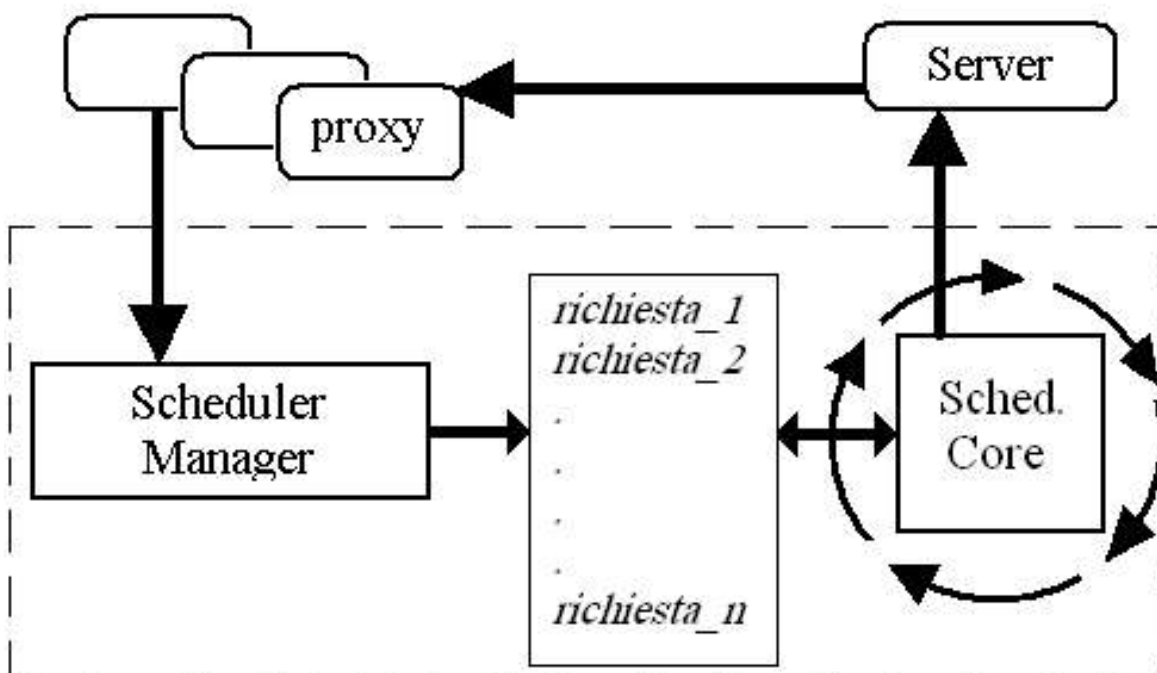 Server
proxy
Scheduler
Manager
richiesta_1
richiesta_2
.
.
.
.
richiesta_n
Sched.
Core